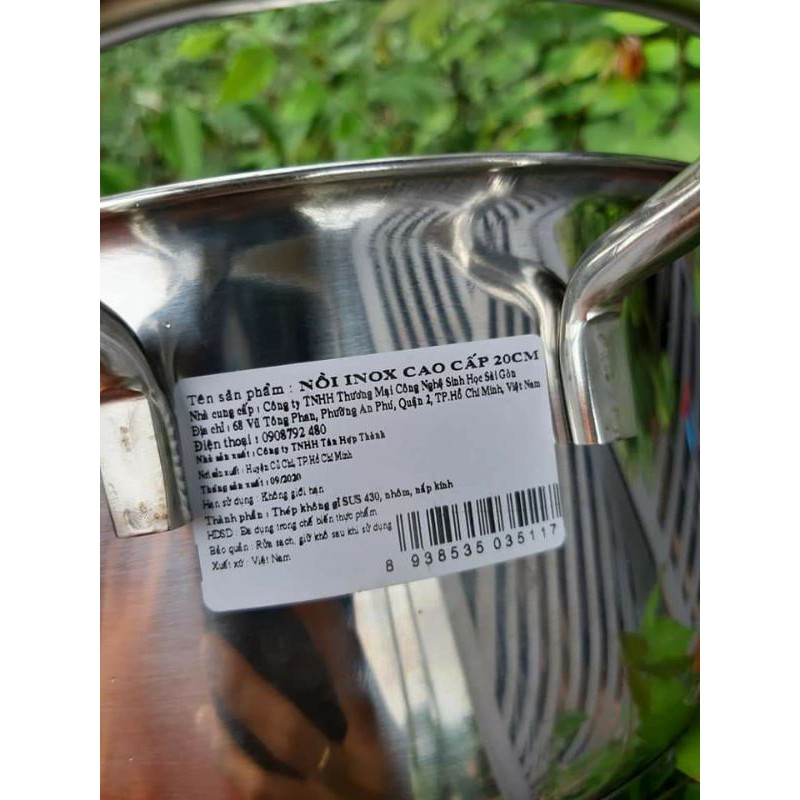 Tên sản phẩm : NỒI INOX CAO CẤP 20CM
Nhà cung cấp : Công ty TNHH Thương Mại Công Nghệ Sinh Học Sài Gòn
Địa chỉ : 68 Vũ Tông Phan, Phường An Phú, Quận 2, TP.Hồ Chí Minh, Việt Nam
Điện thoại : 0908792 480
Nhà sản xuất : Công ty TNHH Tân Hợp Thành
Nơi sản xuất : Huyện Củ Chi, TP.Hồ Chí Minh
Tháng sản xuất : 09/2020
Hạn sử dụng : Không giới hạn
Thành phần : Thép không gỉ SUS 430, nhôm, nắp kính
HDSD : Đa dụng trong chế biến thực phẩm
Bảo quản : Rửa sạch, giữ khô sau khi sử dụng
Xuất xứ : Việt Nam
8 938535 035117